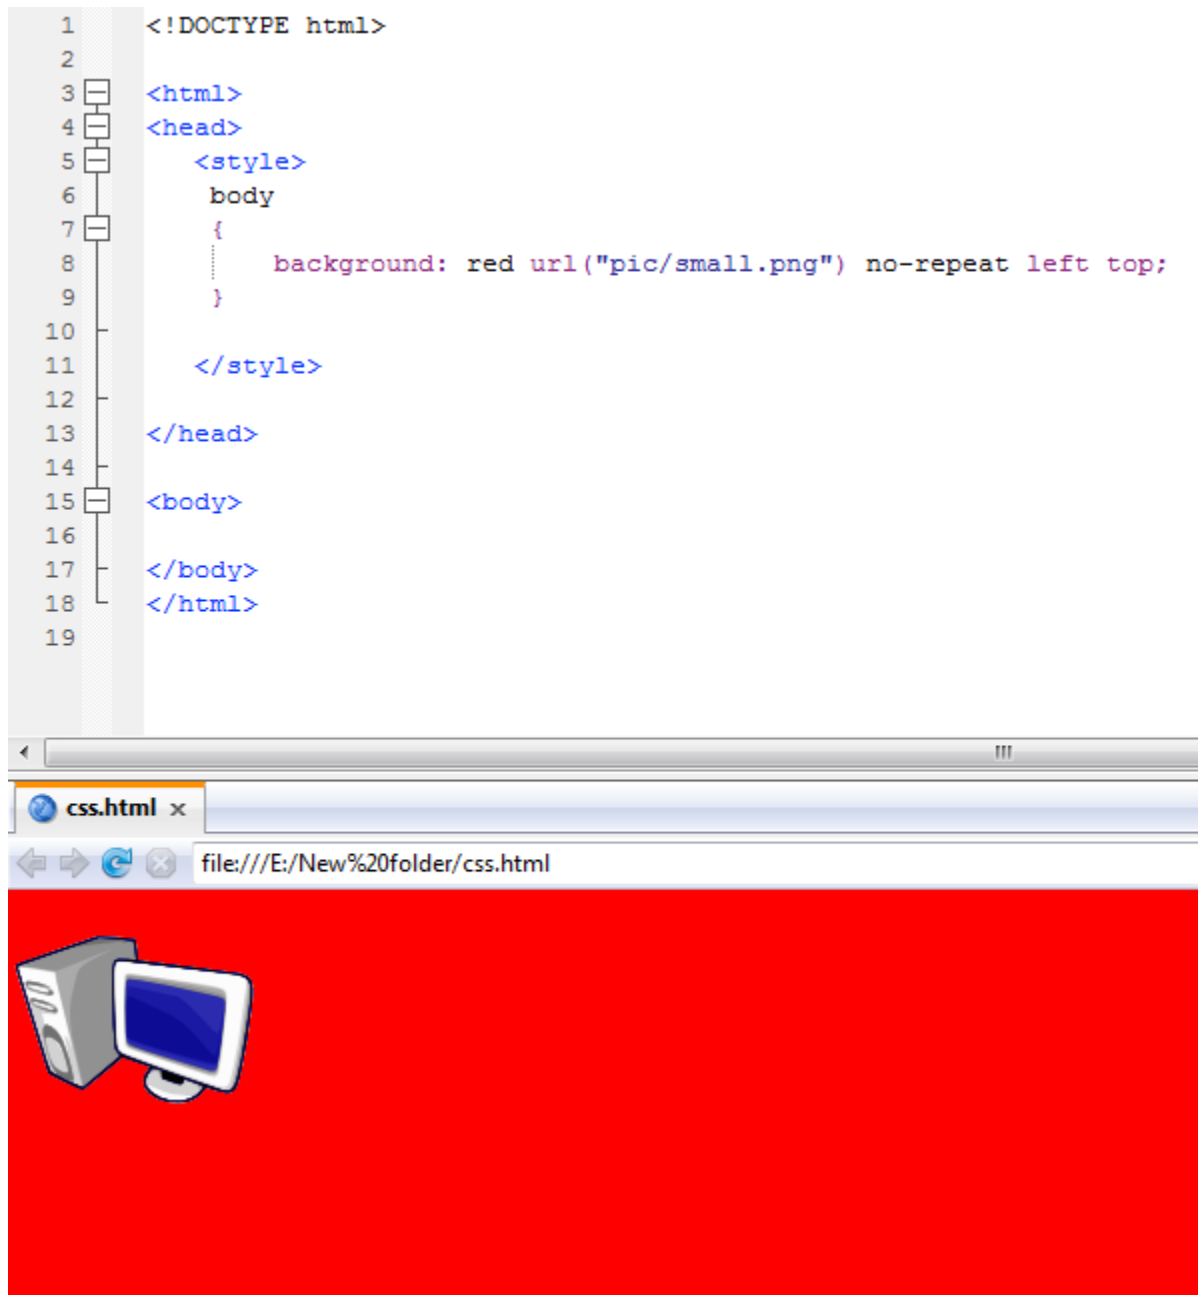 1 <!DOCTYPE html>
2
3 <html>
4 <head>
5 <style>
6 body
7 {
8 background: red url("pic/small.png") no-repeat left top;
9 }
10
11 </style>
12
13 </head>
14
15 <body>
16
17 </body>
18 </html>
19
css.html x
file:///E:/New%20folder/css.html